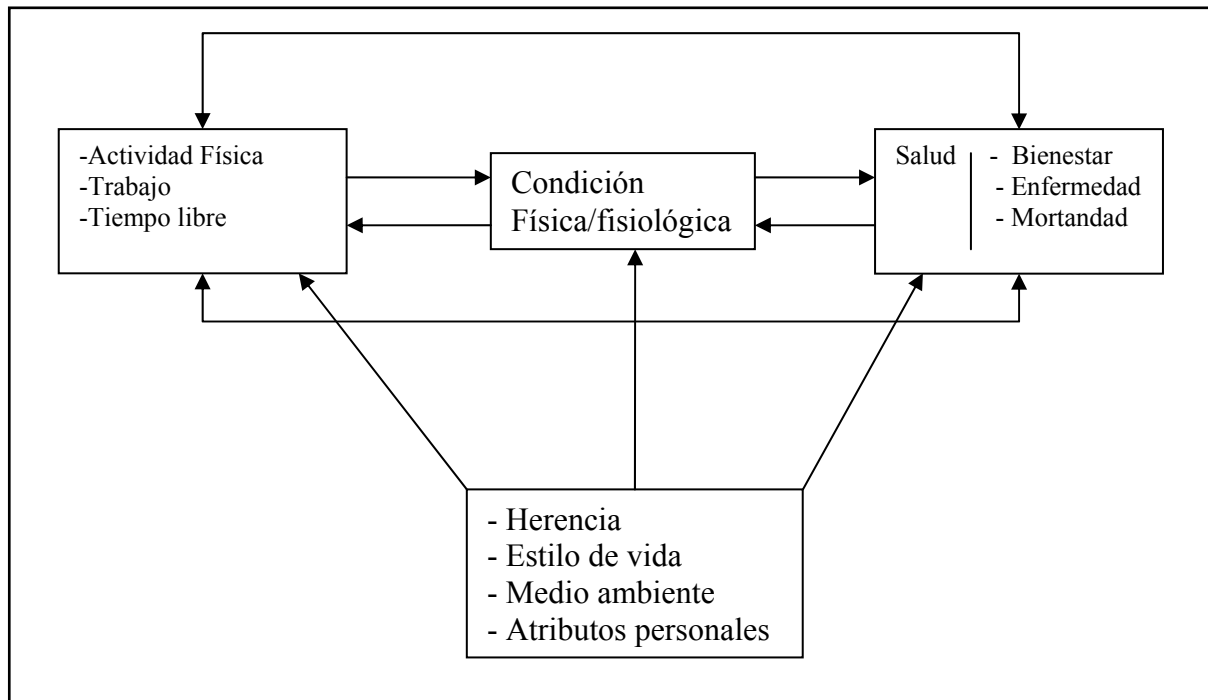 -Actividad Física
-Trabajo
-Tiempo libre
Condición
Física/fisiológica
Salud - Bienestar
- Enfermedad
- Mortandad
- Herencia
- Estilo de vida
- Medio ambiente
- Atributos personales